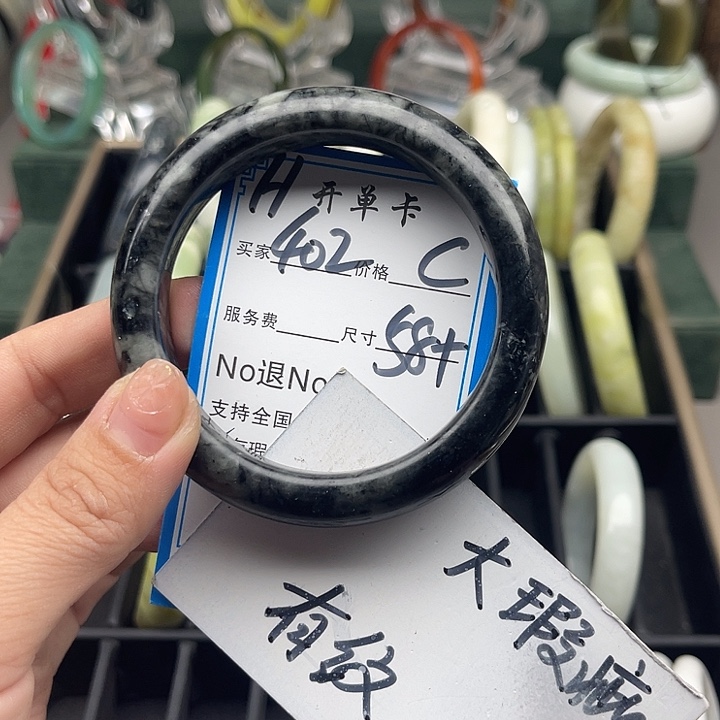 H 开单卡
买家 402 价格 C
服务费 尺寸 58+
No退No
支持全国
有纹
大瑕疵